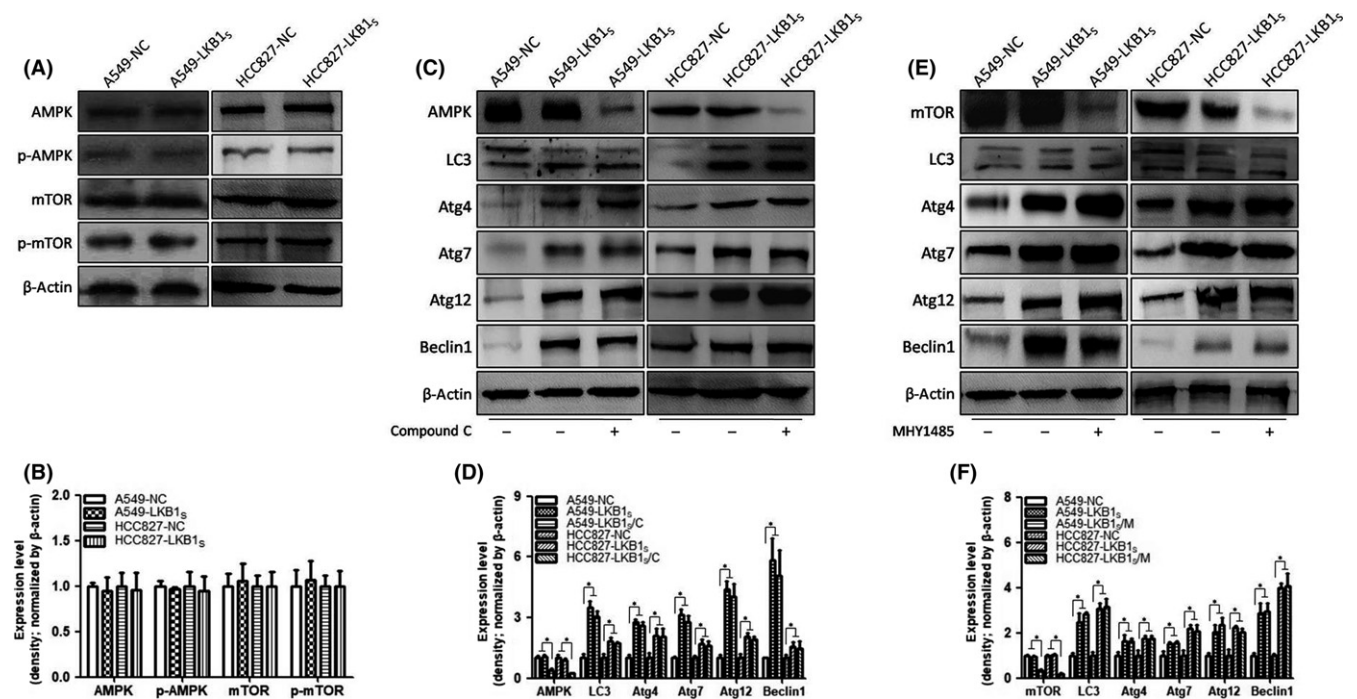 (A)
A549-NC
A549-LKB1s
HCC827-NC
HCC827-LKB1s
AMPK
p-AMPK
mTOR
p-mTOR
β-Actin
(B)
Expression level
(density; normalized by β-actin)
2.0
1.5
1.0
0.5
0.0
A549-NC
A549-LKB1s
HCC827-NC
HCC827-LKB1s
AMPK p-AMPK mTOR p-mTOR
(C)
A549-NC
A549-LKB1s
A549-LKB1s
HCC827-NC
HCC827-LKB1s
HCC827-LKB1s
AMPK
LC3
Atg4
Atg7
Atg12
Beclin1
β-Actin
Compound C – – + – – +
(D)
Expression level
(density; normalized by β-actin)
9
6
3
0
A549-NC
A549-LKB1s
A549-LKB1s/C
HCC827-NC
HCC827-LKB1s
HCC827-LKB1s/C
* * * * * * * * * * * *
AMPK LC3 Atg4 Atg7 Atg12 Beclin1
(E)
A549-NC
A549-LKB1s
A549-LKB1s
HCC827-NC
HCC827-LKB1s
HCC827-LKB1s
mTOR
LC3
Atg4
Atg7
Atg12
Beclin1
β-Actin
MHY1485 – – + – – +
(F)
Expression level
(density; normalized by β-actin)
8
6
4
2
0
A549-NC
A549-LKB1s
A549-LKB1s/M
HCC827-NC
HCC827-LKB1s
HCC827-LKB1s/M
* * * * * * * * * * * *
mTOR LC3 Atg4 Atg7 Atg12 Beclin1